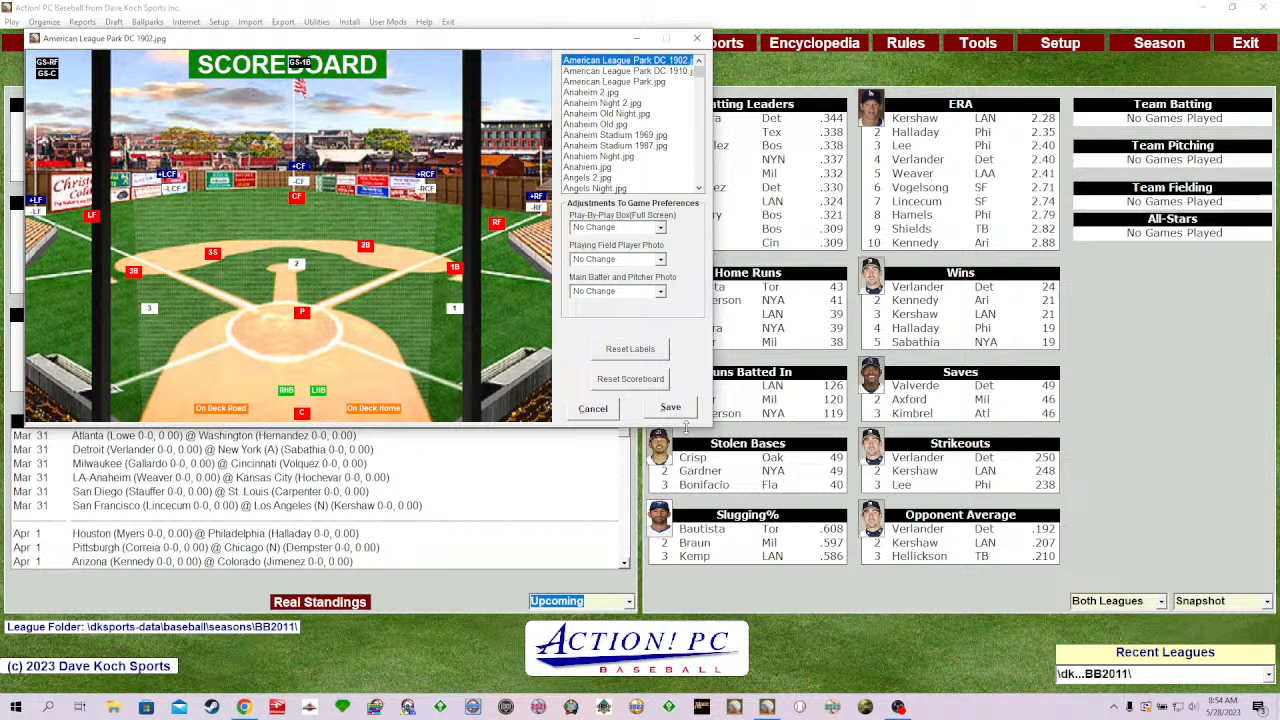 Action! PC Baseball from Dave Koch Sports Inc.
Play Organize Reports Draft Ballparks Internet Setup Import Export Utilities Install User Mods Help Exit
American League Park DC 1902.jpg
Encyclopedia Rules Tools Setup Season Exit
GS-RF
GS-C
SCOREBOARD
GS-1B
+CF
-CF
CF
+LCF
-LCF
+RCF
-RCF
+LF
-LF
+RF
-RF
LF
RF
SS
2B
3B
1B
2
3
1
P
RHB LHB
On Deck Road
On Deck Home
C
American League Park DC 1902.j
American League Park DC 1910.j
American League Park.jpg
Anaheim 2.jpg
Anaheim Night 2.jpg
Anaheim Old Night.jpg
Anaheim Old.jpg
Anaheim Stadium 1969.jpg
Anaheim Stadium 1987.jpg
Anaheim Night.jpg
Anaheim.jpg
Angels 2.jpg
Angels Night.jpg
Adjustments To Game Preferences
Play-By-Play Box(Full Screen)
No Change
Playing Field Player Photo
No Change
Main Batter and Pitcher Photo
No Change
Reset Labels
Reset Scoreboard
Cancel
Save
Det .344
Tex .338
Bos .338
NYN .337
Mil .332
Det .330
LAN .324
Bos .321
Bos .309
Cin .309
Home Runs
Tor 43
NYA 41
LAN 39
NYA 39
Mil 38
LAN 126
Mil 120
NYA 119
Stolen Bases
Crisp Oak 49
2 Gardner NYA 49
3 Bonifacio Fla 40
Slugging%
Bautista Tor .608
2 Braun Mil .597
3 Kemp LAN .586
ERA
Kershaw LAN 2.28
2 Halladay Phi 2.35
3 Lee Phi 2.40
4 Verlander Det 2.40
5 Weaver LAA 2.41
6 Vogelsong SF 2.71
7 Lincecum SF 2.74
8 Hamels Phi 2.79
9 Shields TB 2.82
10 Kennedy Ari 2.88
Wins
Verlander Det 24
2 Kennedy Ari 21
3 Kershaw LAN 21
4 Halladay Phi 19
5 Sabathia NYA 19
Saves
Valverde Det 49
2 Axford Mil 46
3 Kimbrel Atl 46
Strikeouts
Verlander Det 250
2 Kershaw LAN 248
3 Lee Phi 238
Opponent Average
Verlander Det .192
2 Kershaw LAN .207
3 Hellickson TB .210
Team Batting
No Games Played
Team Pitching
No Games Played
Team Fielding
No Games Played
All-Stars
No Games Played
Mar 31 Atlanta (Lowe 0-0, 0.00) @ Washington (Hernandez 0-0, 0.00)
Mar 31 Detroit (Verlander 0-0, 0.00) @ New York (A) (Sabathia 0-0, 0.00)
Mar 31 Milwaukee (Gallardo 0-0, 0.00) @ Cincinnati (Volquez 0-0, 0.00)
Mar 31 LA-Anaheim (Weaver 0-0, 0.00) @ Kansas City (Hochevar 0-0, 0.00)
Mar 31 San Diego (Stauffer 0-0, 0.00) @ St. Louis (Carpenter 0-0, 0.00)
Mar 31 San Francisco (Lincecum 0-0, 0.00) @ Los Angeles (N) (Kershaw 0-0, 0.00)
Apr 1 Houston (Myers 0-0, 0.00) @ Philadelphia (Halladay 0-0, 0.00)
Apr 1 Pittsburgh (Correia 0-0, 0.00) @ Chicago (N) (Dempster 0-0, 0.00)
Apr 1 Arizona (Kennedy 0-0, 0.00) @ Colorado (Jimenez 0-0, 0.00)
Real Standings
Upcoming
Both Leagues
Snapshot
League Folder: \dksports-data\baseball\seasons\BB2011\
(c) 2023 Dave Koch Sports
ACTION! PC
BASEBALL
Recent Leagues
\dk...BB2011\
8:54 AM
5/28/2023